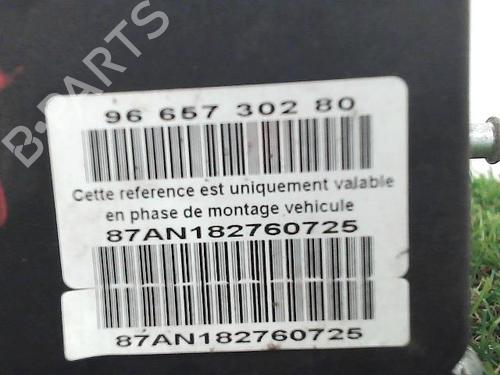 B-PARTS
96 657 302 80
Cette reference est uniquement valable
en phase de montage vehicule
87AN182760725
87AN182760725